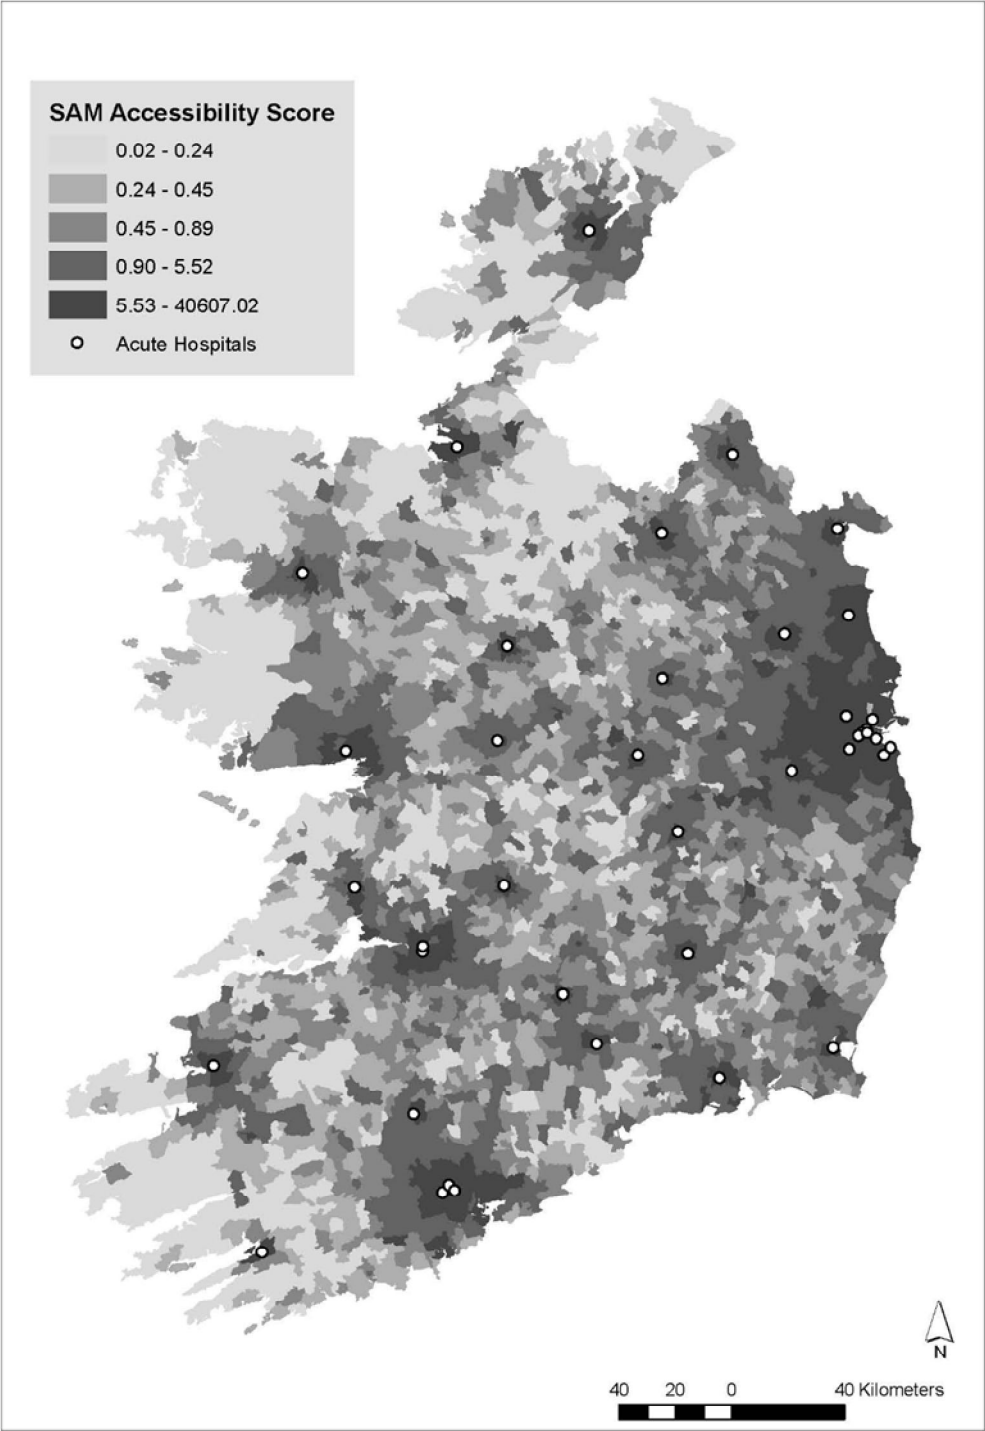 SAM Accessibility Score
0.02 - 0.24
0.24 - 0.45
0.45 - 0.89
0.90 - 5.52
5.53 - 40607.02
Acute Hospitals
N
40 20 0 40 Kilometers